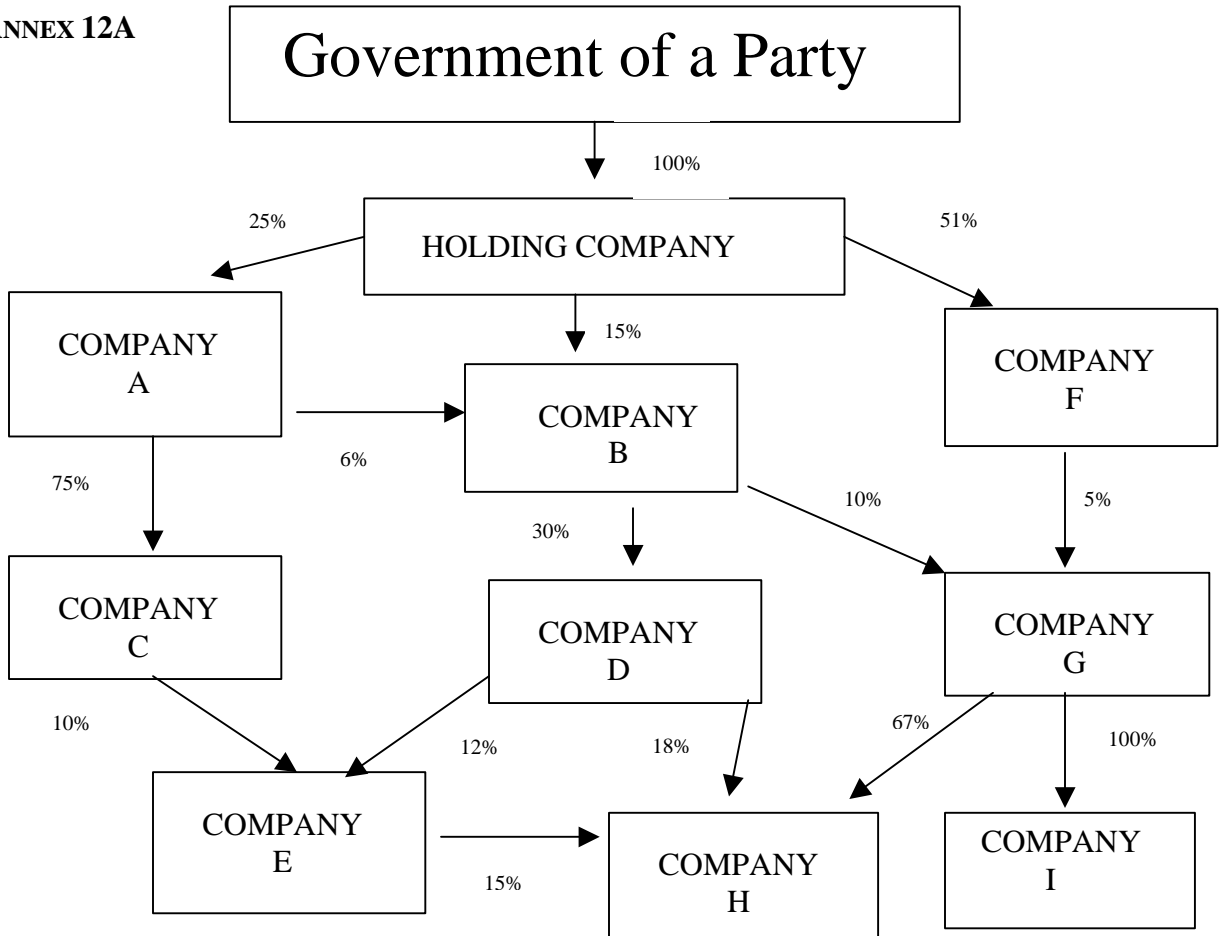 ANNEX 12A
Government of a Party
100%
25%
51%
HOLDING COMPANY
15%
COMPANY
A
COMPANY
F
COMPANY
B
6%
75%
10%
5%
30%
COMPANY
C
COMPANY
D
COMPANY
G
10%
12%
18%
67%
100%
COMPANY
E
COMPANY
H
COMPANY
I
15%